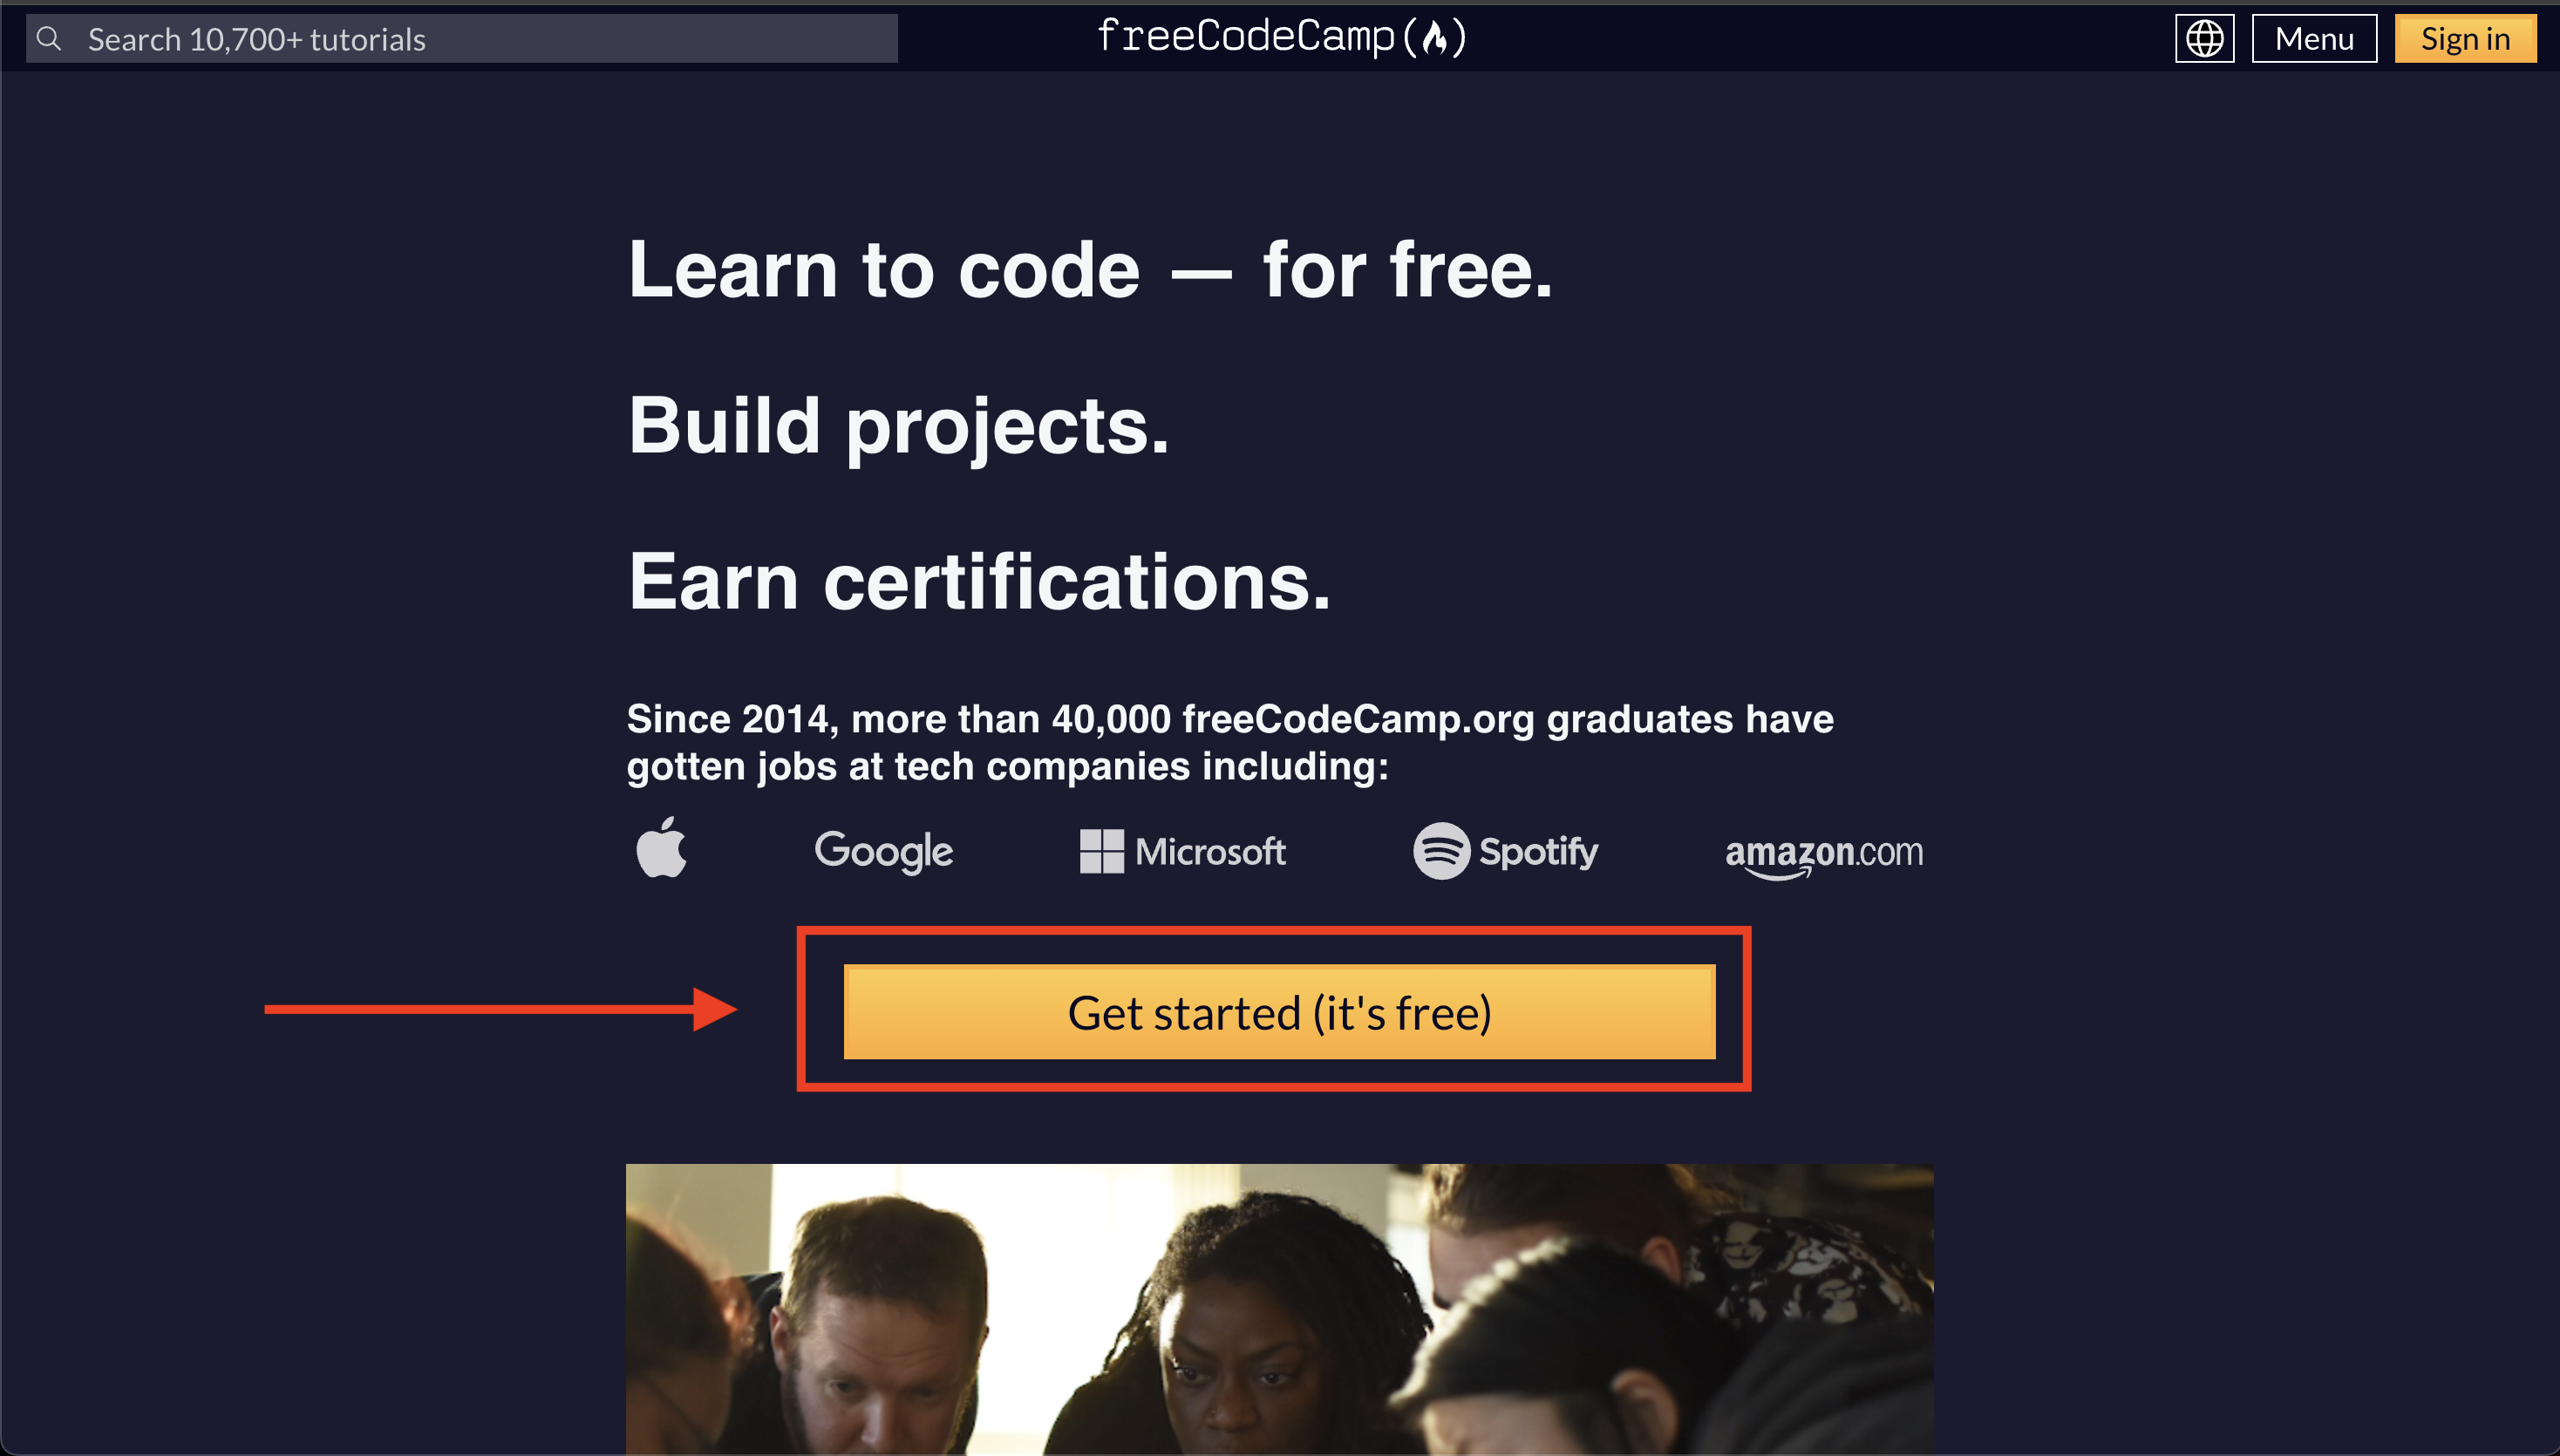 Search 10,700+ tutorials
freeCodeCamp(🔥)
Menu
Sign in
Learn to code — for free.
Build projects.
Earn certifications.
Since 2014, more than 40,000 freeCodeCamp.org graduates have
gotten jobs at tech companies including:
Google
Microsoft
Spotify
amazon.com
Get started (it's free)